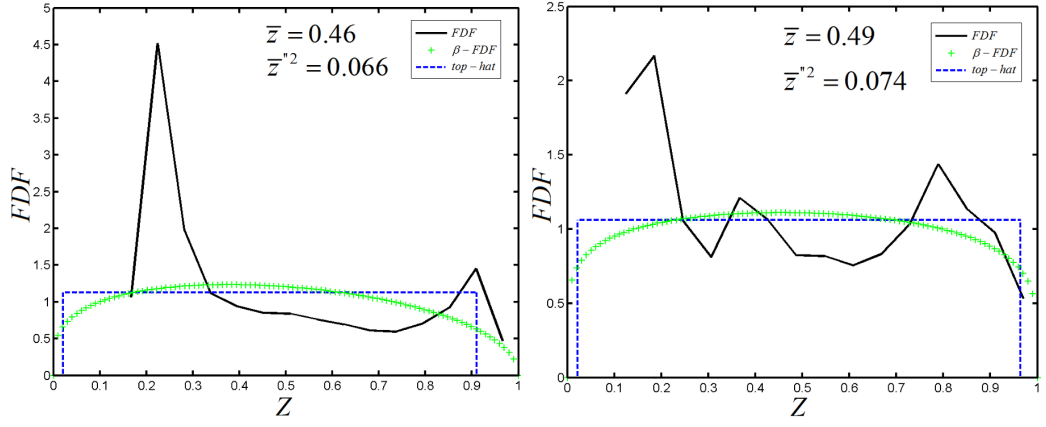 5
4.5
4
3.5
3
2.5
2
1.5
1
0.5
0
FDF
z̅ = 0.46
z̅"² = 0.066
FDF
β − FDF
top − hat
0 0.1 0.2 0.3 0.4 0.5 0.6 0.7 0.8 0.9 1
Z
2.5
2
1.5
1
0.5
0
FDF
z̅ = 0.49
z̅"² = 0.074
FDF
β − FDF
top − hat
0.1 0.2 0.3 0.4 0.5 0.6 0.7 0.8 0.9 1
Z